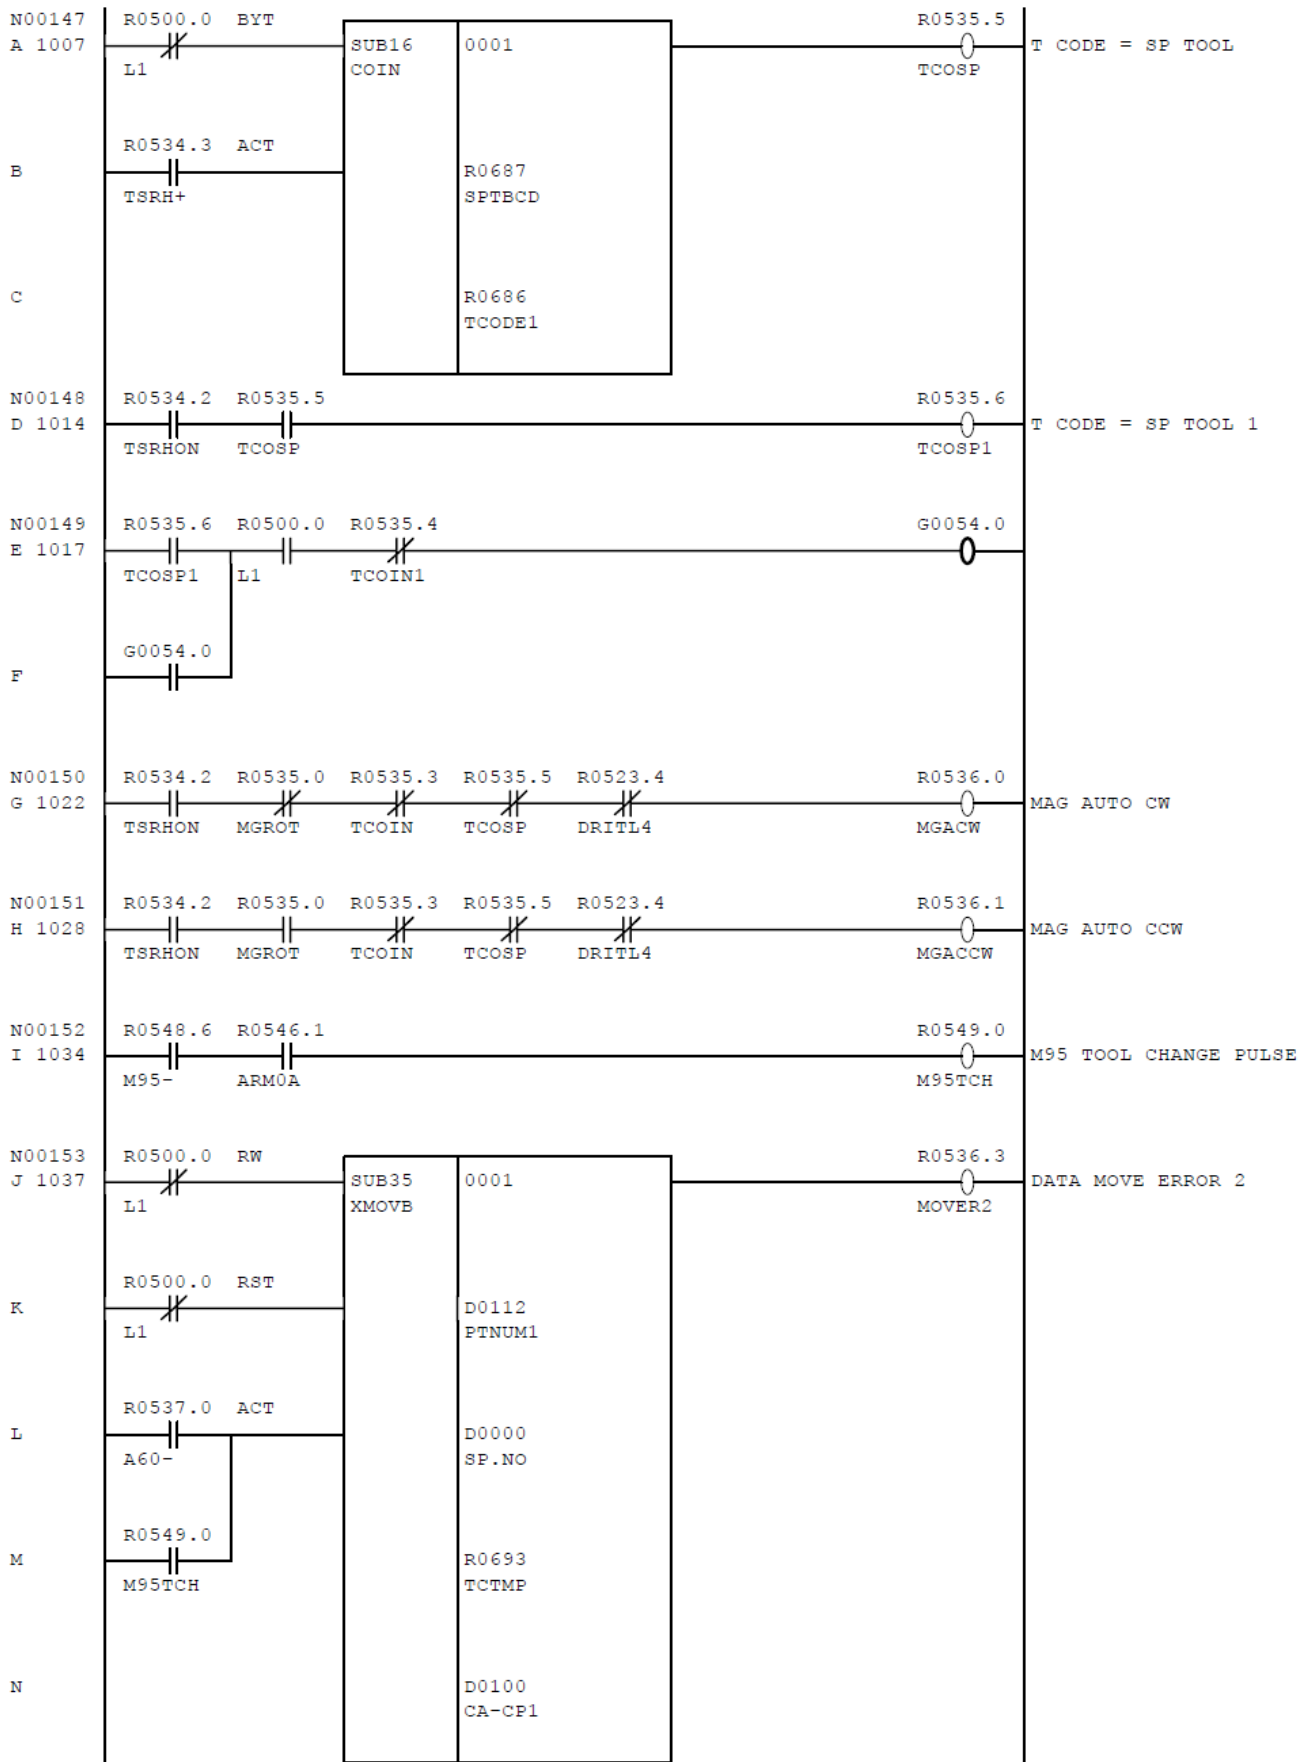 N00147 R0500.0 BYT R0535.5
A 1007 SUB16 0001 T CODE = SP TOOL
L1 COIN TCOSP
R0534.3 ACT
B R0687
TSRH+ SPTBCD
C R0686
TCODE1
N00148 R0534.2 R0535.5 R0535.6
D 1014 T CODE = SP TOOL 1
TSRHON TCOSP TCOSP1
N00149 R0535.6 R0500.0 R0535.4 G0054.0
E 1017
TCOSP1 L1 TCOIN1
G0054.0
F
N00150 R0534.2 R0535.0 R0535.3 R0535.5 R0523.4 R0536.0
G 1022 MAG AUTO CW
TSRHON MGROT TCOIN TCOSP DRITL4 MGACW
N00151 R0534.2 R0535.0 R0535.3 R0535.5 R0523.4 R0536.1
H 1028 MAG AUTO CCW
TSRHON MGROT TCOIN TCOSP DRITL4 MGACCW
N00152 R0548.6 R0546.1 R0549.0
I 1034 M95 TOOL CHANGE PULSE
M95- ARM0A M95TCH
N00153 R0500.0 RW R0536.3
J 1037 SUB35 0001 DATA MOVE ERROR 2
L1 XMOVB MOVER2
R0500.0 RST
K D0112
L1 PTNUM1
R0537.0 ACT
L D0000
A60- SP.NO
R0549.0
M R0693
M95TCH TCTMP
N D0100
CA-CP1